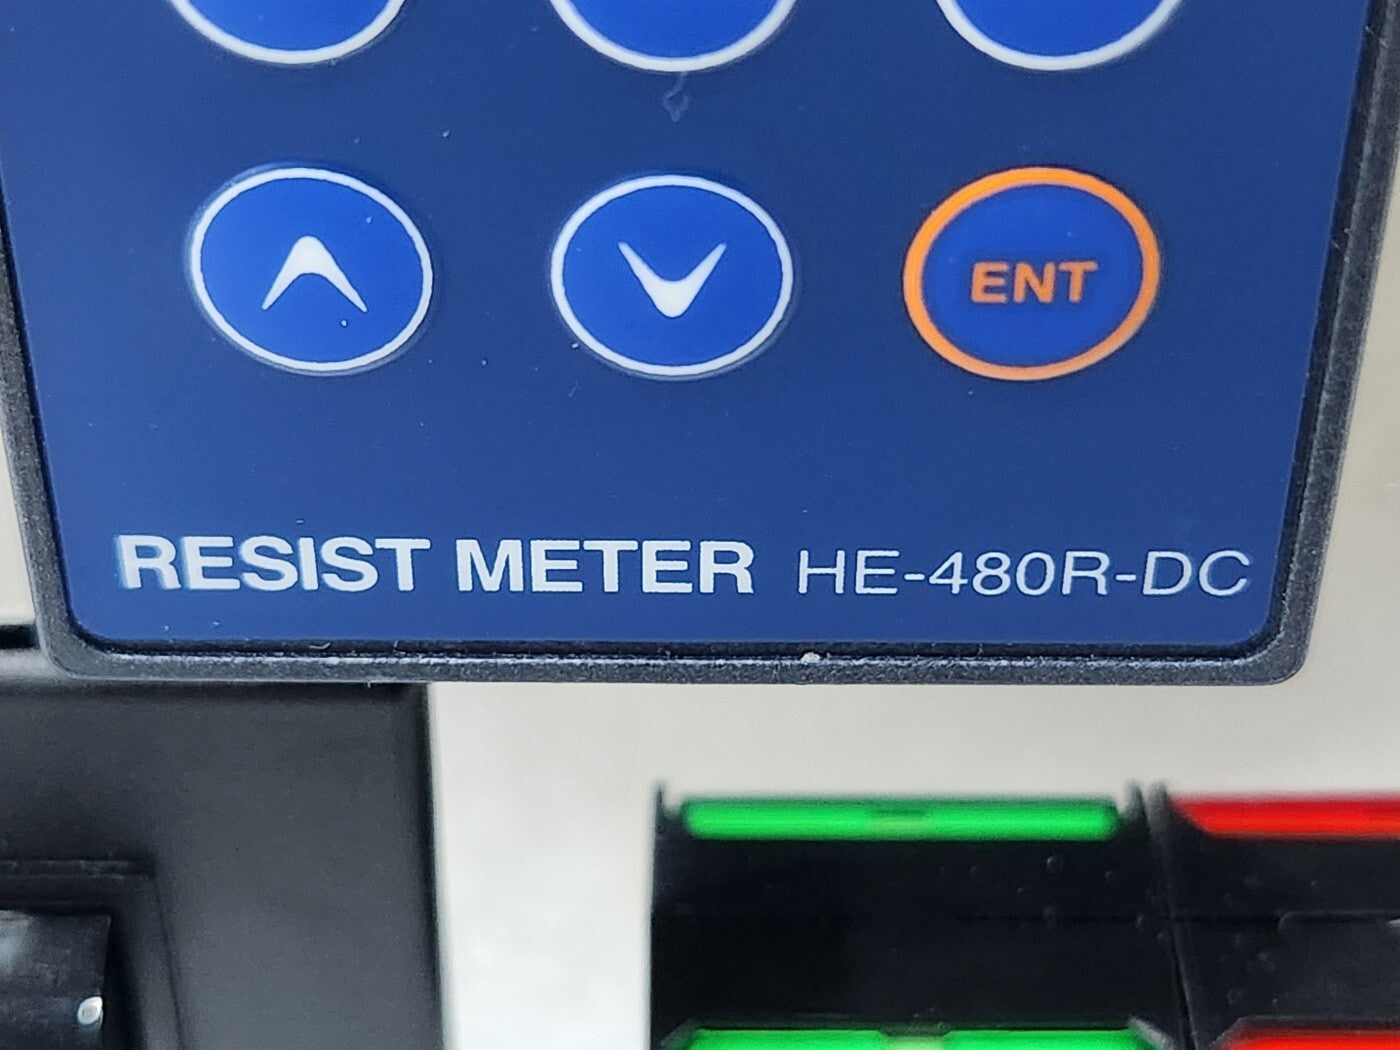 ENT
RESIST METER HE-480R-DC